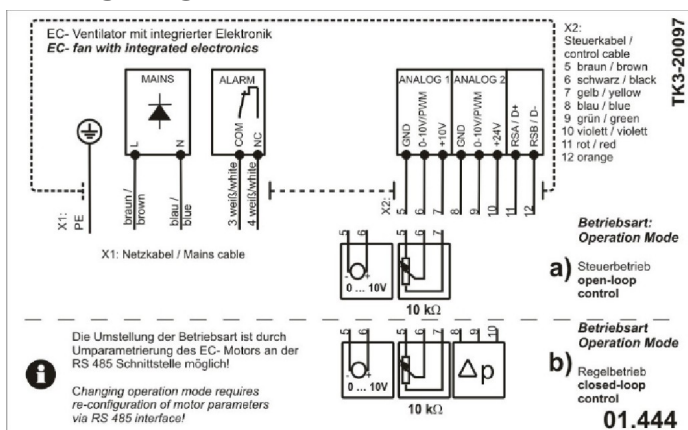 EC- Ventilator mit integrierter Elektronik
EC- fan with integrated electronics
MAINS
L
N
ALARM
COM
NC
ANALOG 1
GND
0-10V/PWM
+10V
ANALOG 2
GND
0-10V/PWM
+24V
RSA / D+
RSB / D-
X2:
Steuerkabel /
control cable
5 braun / brown
6 schwarz / black
7 gelb / yellow
8 blau / blue
9 grün / green
10 violett / violett
11 rot / red
12 orange
TK3-20097
X1:
PE
braun /
brown
blau /
blue
3 weiß/white
4 weiß/white
X1: Netzkabel / Mains cable
X2:
5
6
7
8
9
10
11
12
5 6
- +
0 ... 10V
5 6 7
10 kΩ
Betriebsart:
Operation Mode
a) Steuerbetrieb
open-loop
control
i
Die Umstellung der Betriebsart ist durch
Umparametrierung des EC- Motors an der
RS 485 Schnittstelle möglich!
Changing operation mode requires
re-configuration of motor parameters
via RS 485 interface!
5 6
- +
0 ... 10V
5 6 7
10 kΩ
8 9 10
Δp
Betriebsart
Operation Mode
b) Regelbetrieb
closed-loop
control
01.444